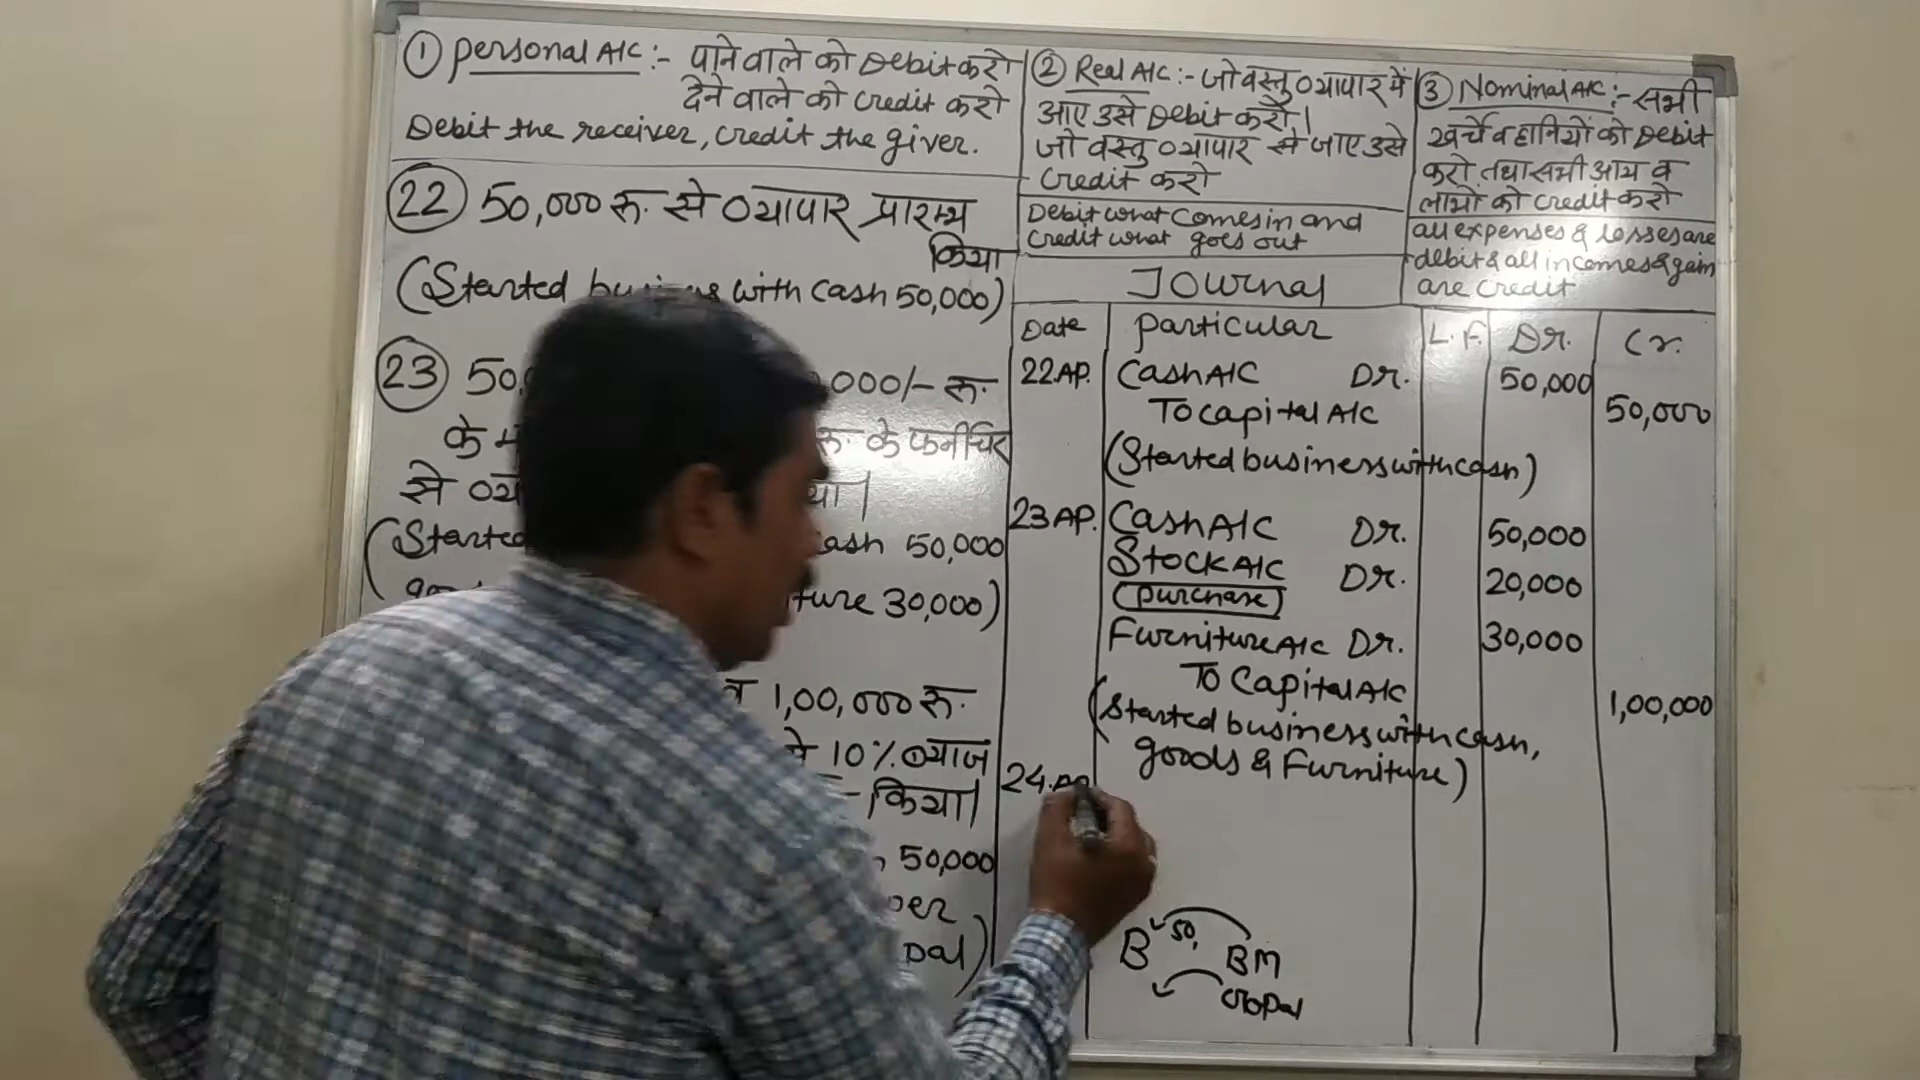 ① personal A/C :- पाने वाले को Debit करो
देने वाले को credit करो
Debit the receiver, credit the giver.
② Real A/C :- जो वस्तु व्यापार में
आए उसे Debit करो।
जो वस्तु व्यापार से जाए उसे
credit करो
Debit what comes in and
credit what goes out
③ Nominal A/C :- सभी
खर्चे व हानियों को Debit
करो तथा सभी आय व
लाभों को credit करो
all expenses & losses are
debit & all incomes & gain
are credit
22 50,000 रु. से व्यापार प्रारम्भ
किया
(Started with cash 50,000)
23 50, 000/- रु.
के रु. के फर्नीचर
से
cash 50,000
30,000)
व 1,00,000 रु.
10% ब्याज
किया।
50,000
per
Journal
Date particular L.F. Dr. Cr.
22 AP. Cash A/C Dr. 50,000
To capital A/C 50,000
(Started business with cash)
23 AP. Cash A/C Dr. 50,000
Stock A/C Dr. 20,000
(purchase)
Furniture A/C Dr. 30,000
To Capital A/C 1,00,000
(Started business with cash,
goods & Furniture)
24.AP
B 50, BM
Gopal